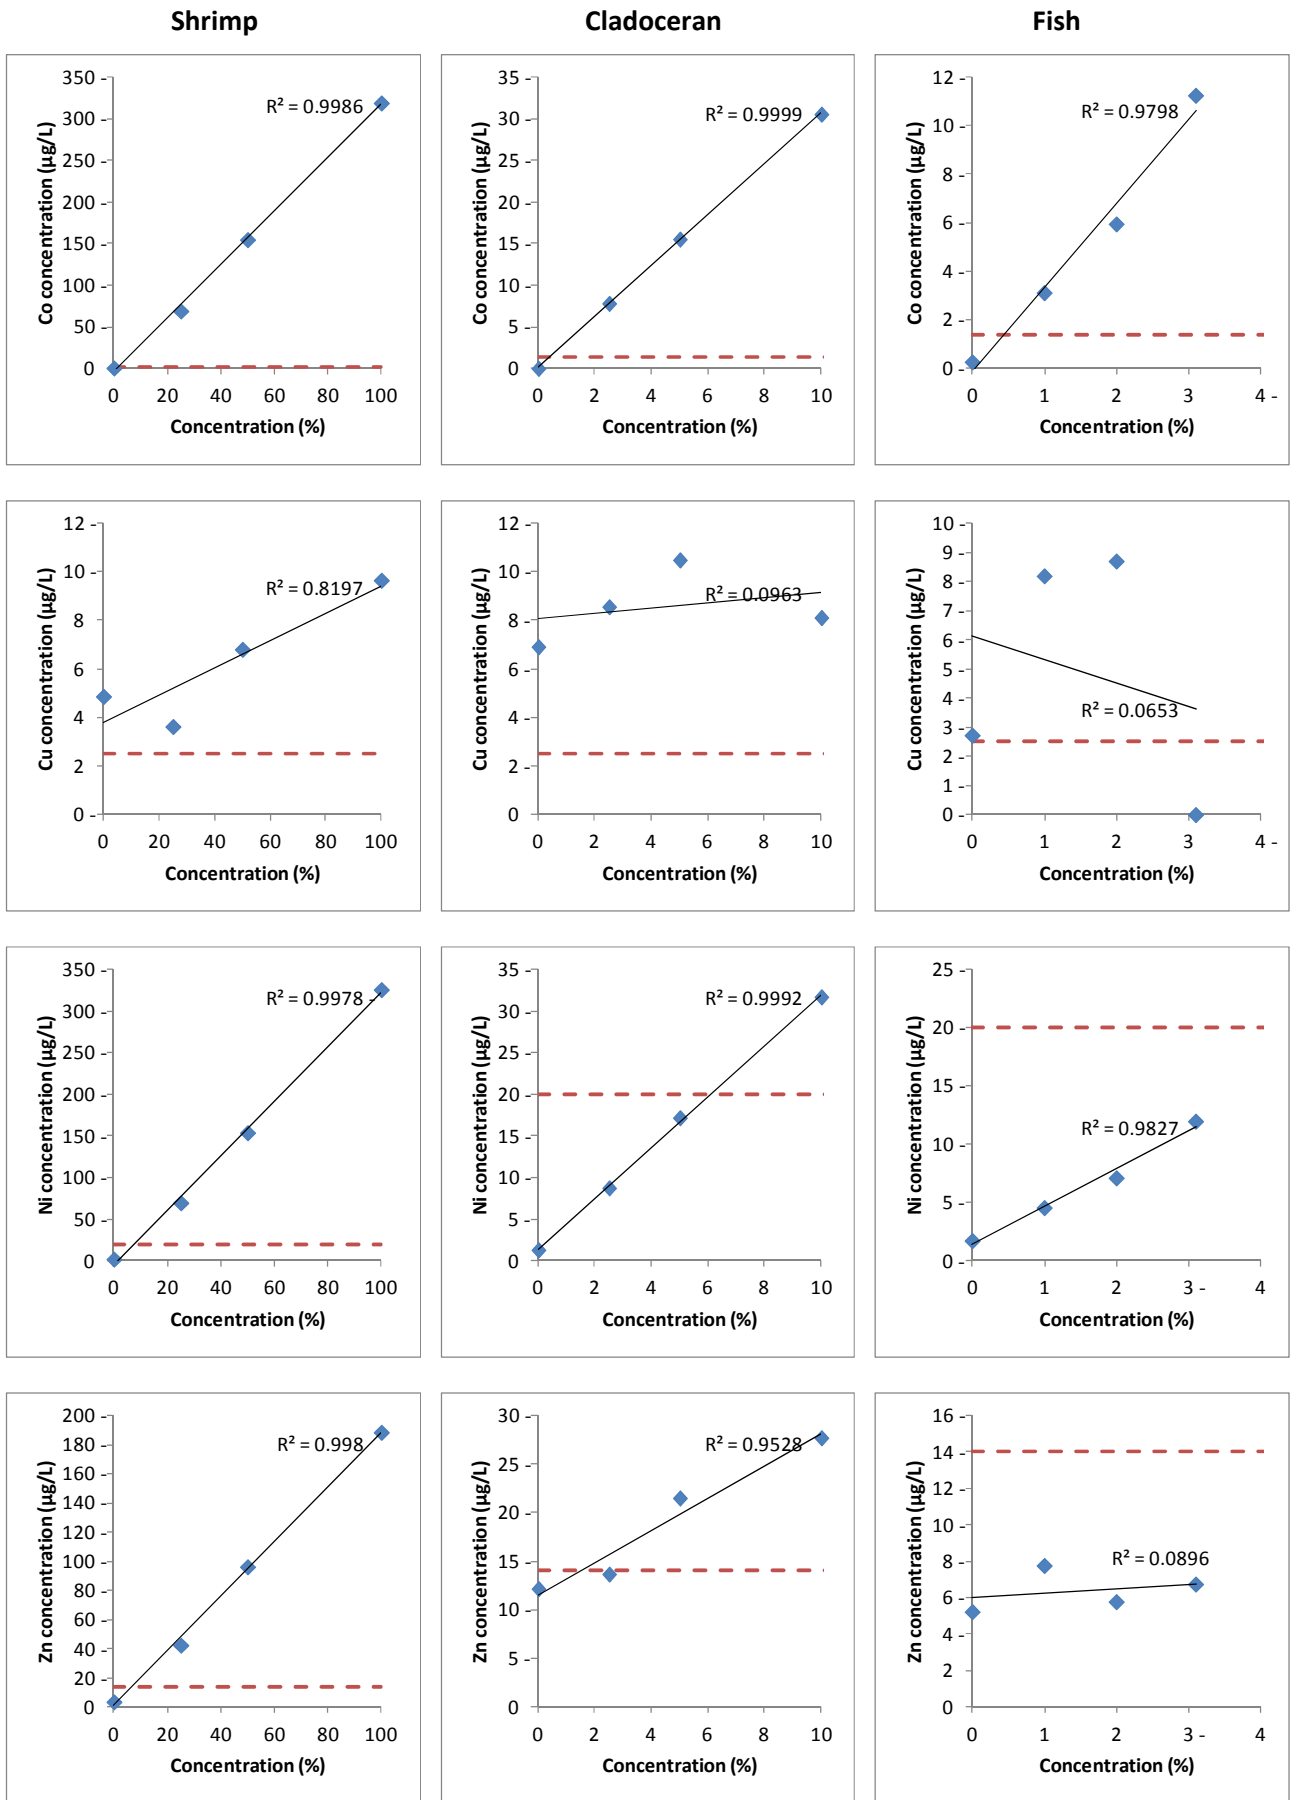 Shrimp Cladoceran Fish
350 -
300 -
250 -
200 -
150 -
100 -
50 -
0
R² = 0.9986
Co concentration (µg/L)
0 20 40 60 80 100
Concentration (%)
35 -
30 -
25 -
20 -
15 -
10 -
5 -
0
R² = 0.9999
Co concentration (µg/L)
0 2 4 6 8 10
Concentration (%)
12 -
10 -
8 -
6 -
4 -
2 -
0 -
R² = 0.9798
Co concentration (µg/L)
0 1 2 3 4 -
Concentration (%)
12 -
10 -
8 -
6 -
4 -
2 -
0 -
R² = 0.8197
Cu concentration (µg/L)
0 20 40 60 80 100
Concentration (%)
12 -
10 -
8 -
6 -
4 -
2 -
0
R² = 0.0963
Cu concentration (µg/L)
0 2 4 6 8 10
Concentration (%)
10 -
9 -
8 -
7 -
6 -
5 -
4 -
3 -
2 -
1 -
0 -
R² = 0.0653
Cu concentration (µg/L)
0 1 2 3 4 -
Concentration (%)
350 -
300 -
250 -
200 -
150 -
100 -
50 -
0
R² = 0.9978 -
Ni concentration (µg/L)
0 20 40 60 80 100
Concentration (%)
35 -
30 -
25 -
20 -
15 -
10 -
5 -
0
R² = 0.9992
Ni concentration (µg/L)
0 2 4 6 8 10
Concentration (%)
25 -
20 -
15 -
10 -
5 -
0 -
R² = 0.9827
Ni concentration (µg/L)
0 1 2 3 - 4
Concentration (%)
200 -
180 -
160 -
140 -
120 -
100 -
80 -
60 -
40 -
20 -
0
R² = 0.998
Zn concentration (µg/L)
0 20 40 60 80 100
Concentration (%)
30 -
25 -
20 -
15 -
10 -
5 -
0
R² = 0.9528
Zn concentration (µg/L)
0 2 4 6 8 10
Concentration (%)
16 -
14 -
12 -
10 -
8 -
6 -
4 -
2
0
R² = 0.0896
Zn concentration (µg/L)
0 1 2 3 - 4
Concentration (%)